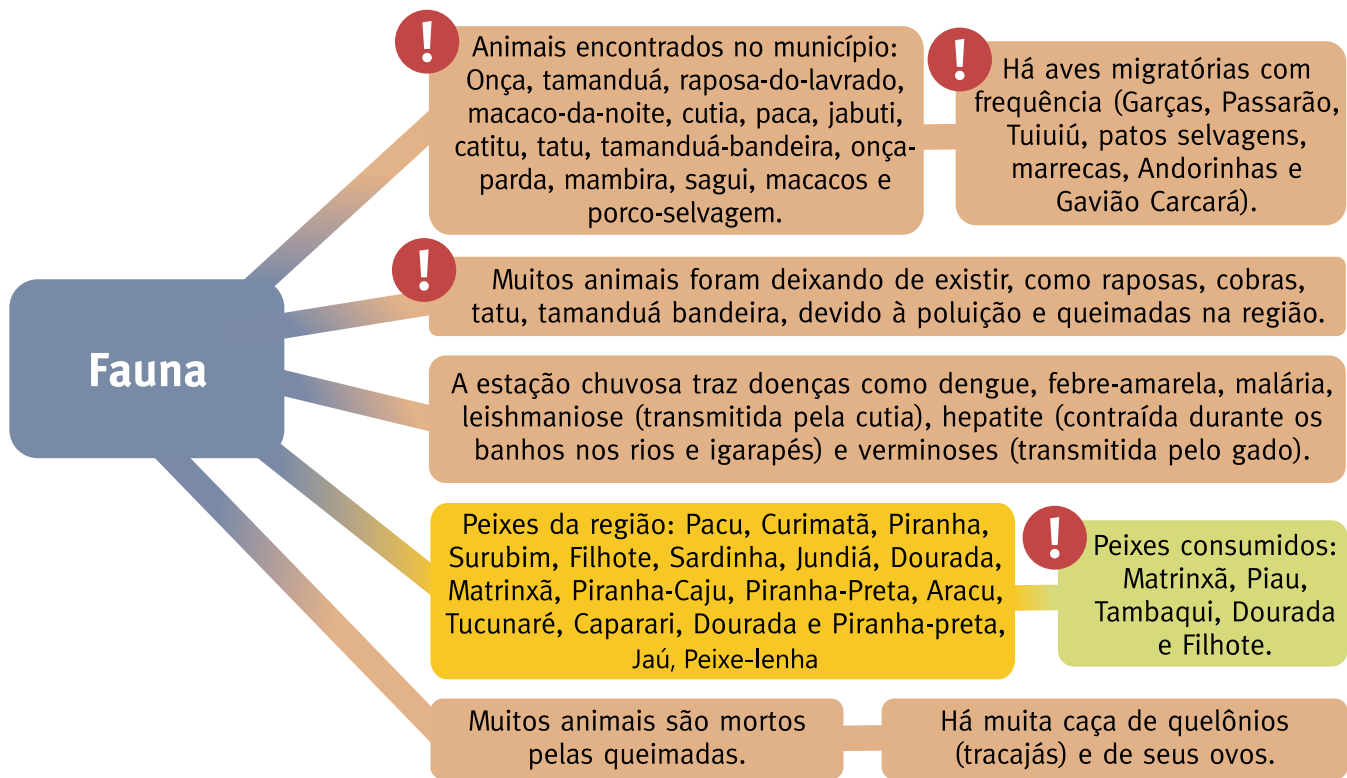 Fauna
!
Animais encontrados no município:
Onça, tamanduá, raposa-do-lavrado,
macaco-da-noite, cutia, paca, jabuti,
catitu, tatu, tamanduá-bandeira, onça-
parda, mambira, sagui, macacos e
porco-selvagem.
!
Há aves migratórias com
frequência (Garças, Passarão,
Tuiuiú, patos selvagens,
marrecas, Andorinhas e
Gavião Carcará).
!
Muitos animais foram deixando de existir, como raposas, cobras,
tatu, tamanduá bandeira, devido à poluição e queimadas na região.
A estação chuvosa traz doenças como dengue, febre-amarela, malária,
leishmaniose (transmitida pela cutia), hepatite (contraída durante os
banhos nos rios e igarapés) e verminoses (transmitida pelo gado).
Peixes da região: Pacu, Curimatã, Piranha,
Surubim, Filhote, Sardinha, Jundiá, Dourada,
Matrinxã, Piranha-Caju, Piranha-Preta, Aracu,
Tucunaré, Caparari, Dourada e Piranha-preta,
Jaú, Peixe-lenha
!
Peixes consumidos:
Matrinxã, Piau,
Tambaqui, Dourada
e Filhote.
Muitos animais são mortos
pelas queimadas.
Há muita caça de quelônios
(tracajás) e de seus ovos.